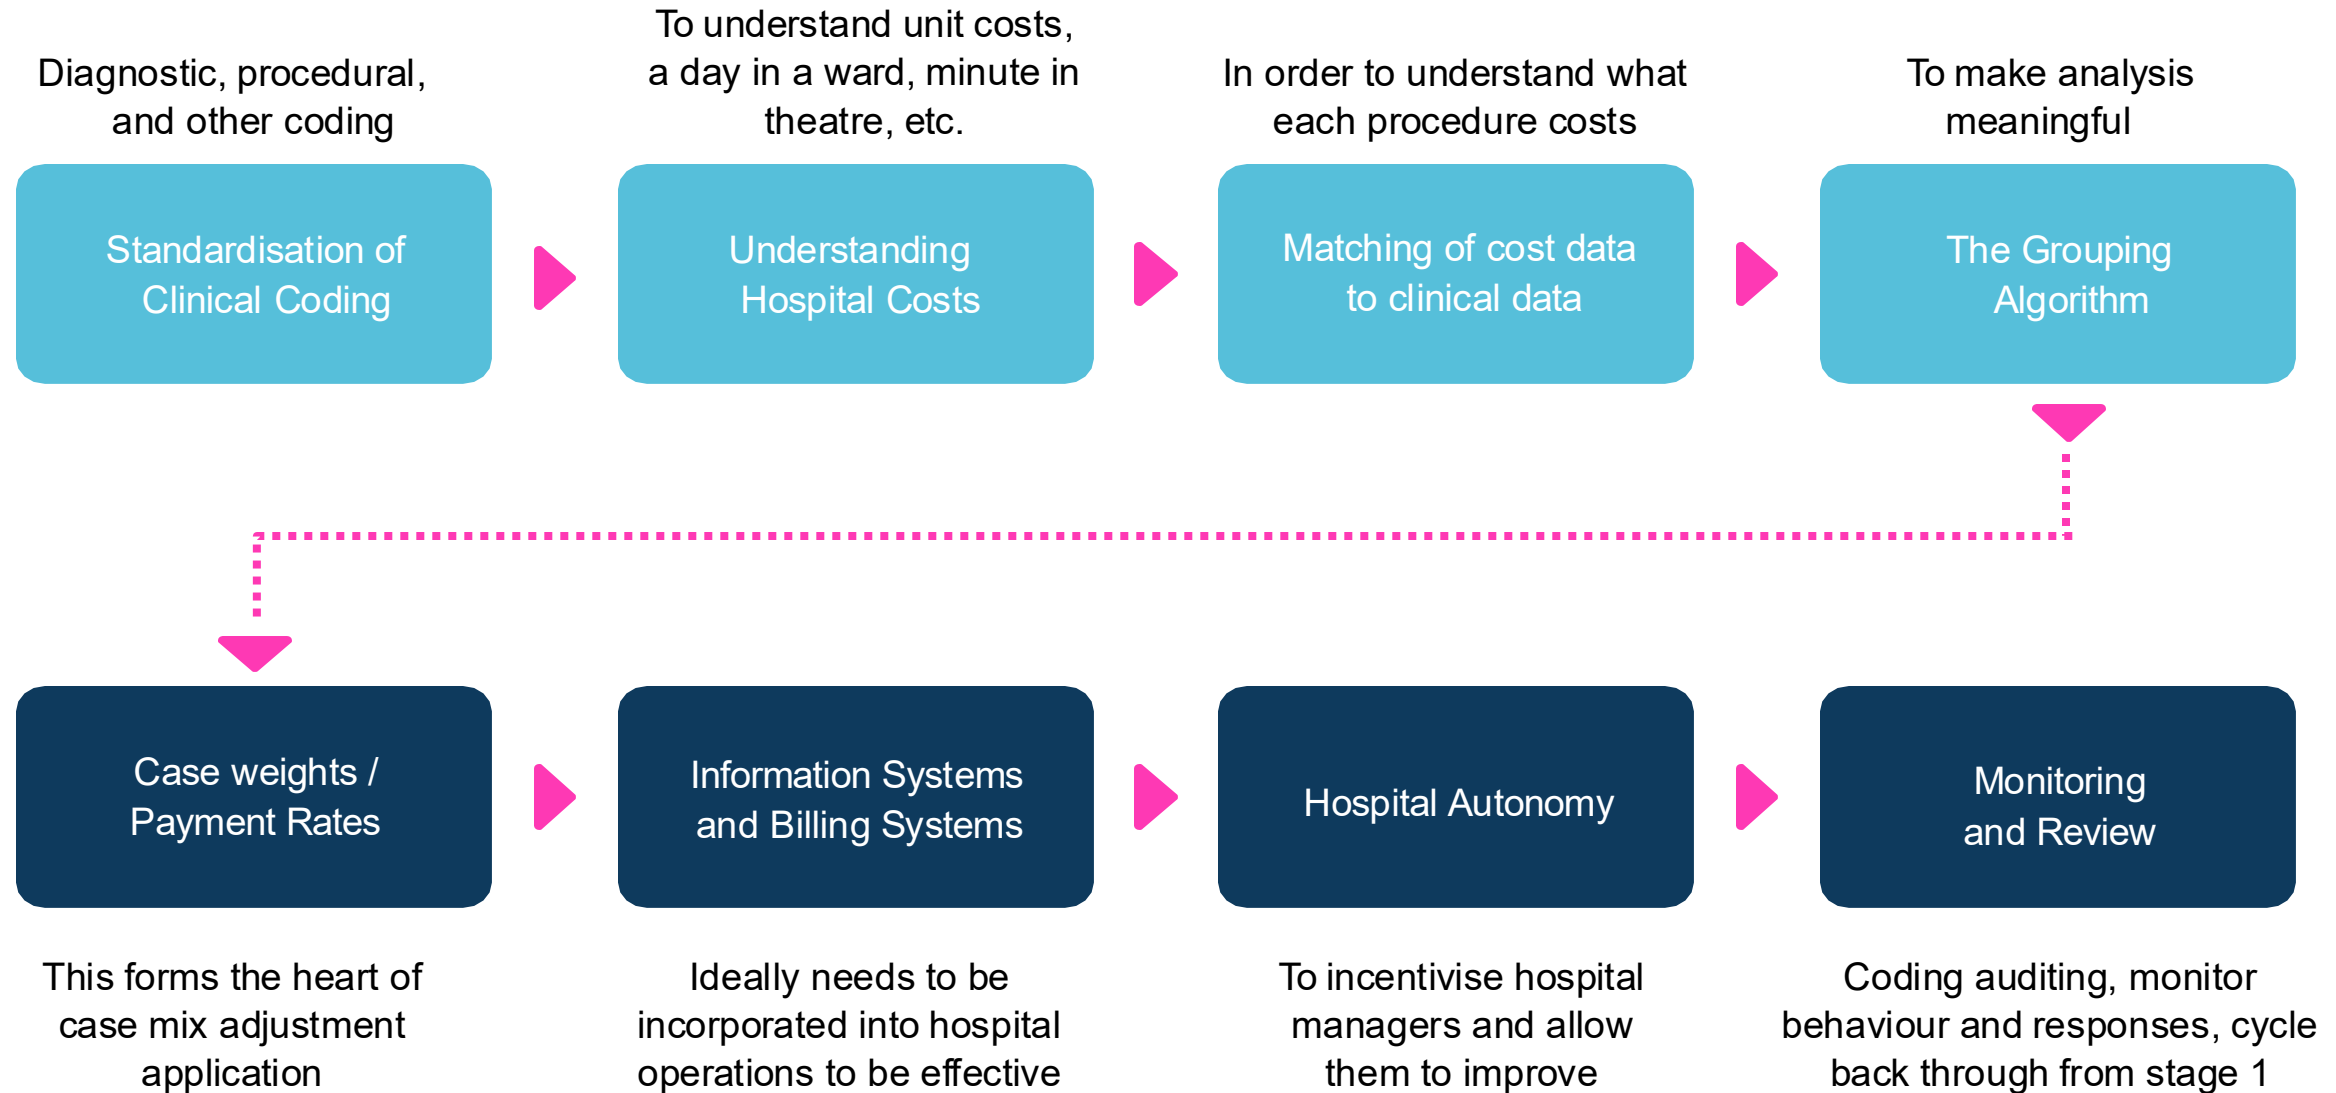 Diagnostic, procedural,
and other coding
Standardisation of
Clinical Coding
To understand unit costs,
a day in a ward, minute in
theatre, etc.
Understanding
Hospital Costs
In order to understand what
each procedure costs
Matching of cost data
to clinical data
To make analysis
meaningful
The Grouping
Algorithm
Case weights /
Payment Rates
This forms the heart of
case mix adjustment
application
Information Systems
and Billing Systems
Ideally needs to be
incorporated into hospital
operations to be effective
Hospital Autonomy
To incentivise hospital
managers and allow
them to improve
Monitoring
and Review
Coding auditing, monitor
behaviour and responses, cycle
back through from stage 1